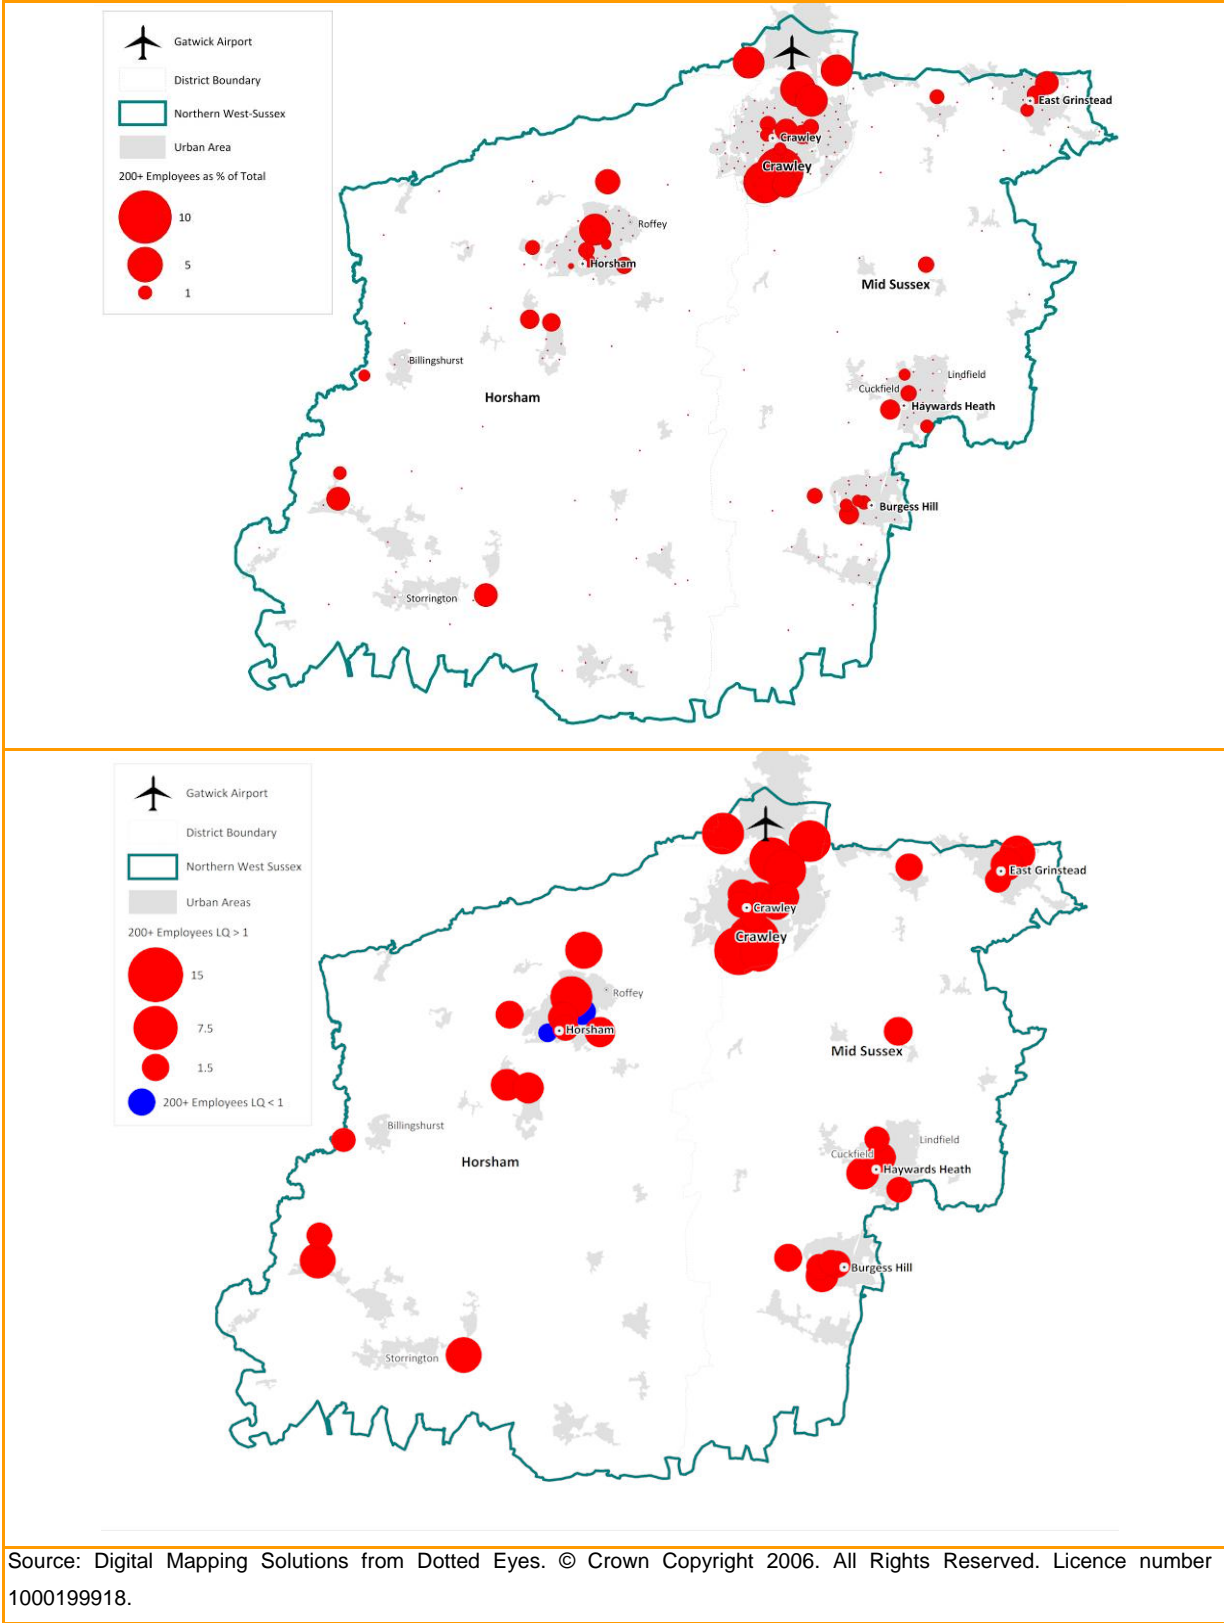 Gatwick Airport
District Boundary
Northern West-Sussex
Urban Area
200+ Employees as % of Total
10
5
1
East Grinstead
Crawley
Crawley
Roffey
Horsham
Mid Sussex
Billingshurst
Lindfield
Cuckfield
Horsham
Haywards Heath
Burgess Hill
Storrington
Gatwick Airport
District Boundary
Northern West Sussex
Urban Areas
200+ Employees LQ > 1
15
7.5
1.5
200+ Employees LQ < 1
East Grinstead
Crawley
Crawley
Roffey
Horsham
Mid Sussex
Billingshurst
Lindfield
Cuckfield
Horsham
Haywards Heath
Burgess Hill
Storrington
Source: Digital Mapping Solutions from Dotted Eyes. © Crown Copyright 2006. All Rights Reserved. Licence number
1000199918.